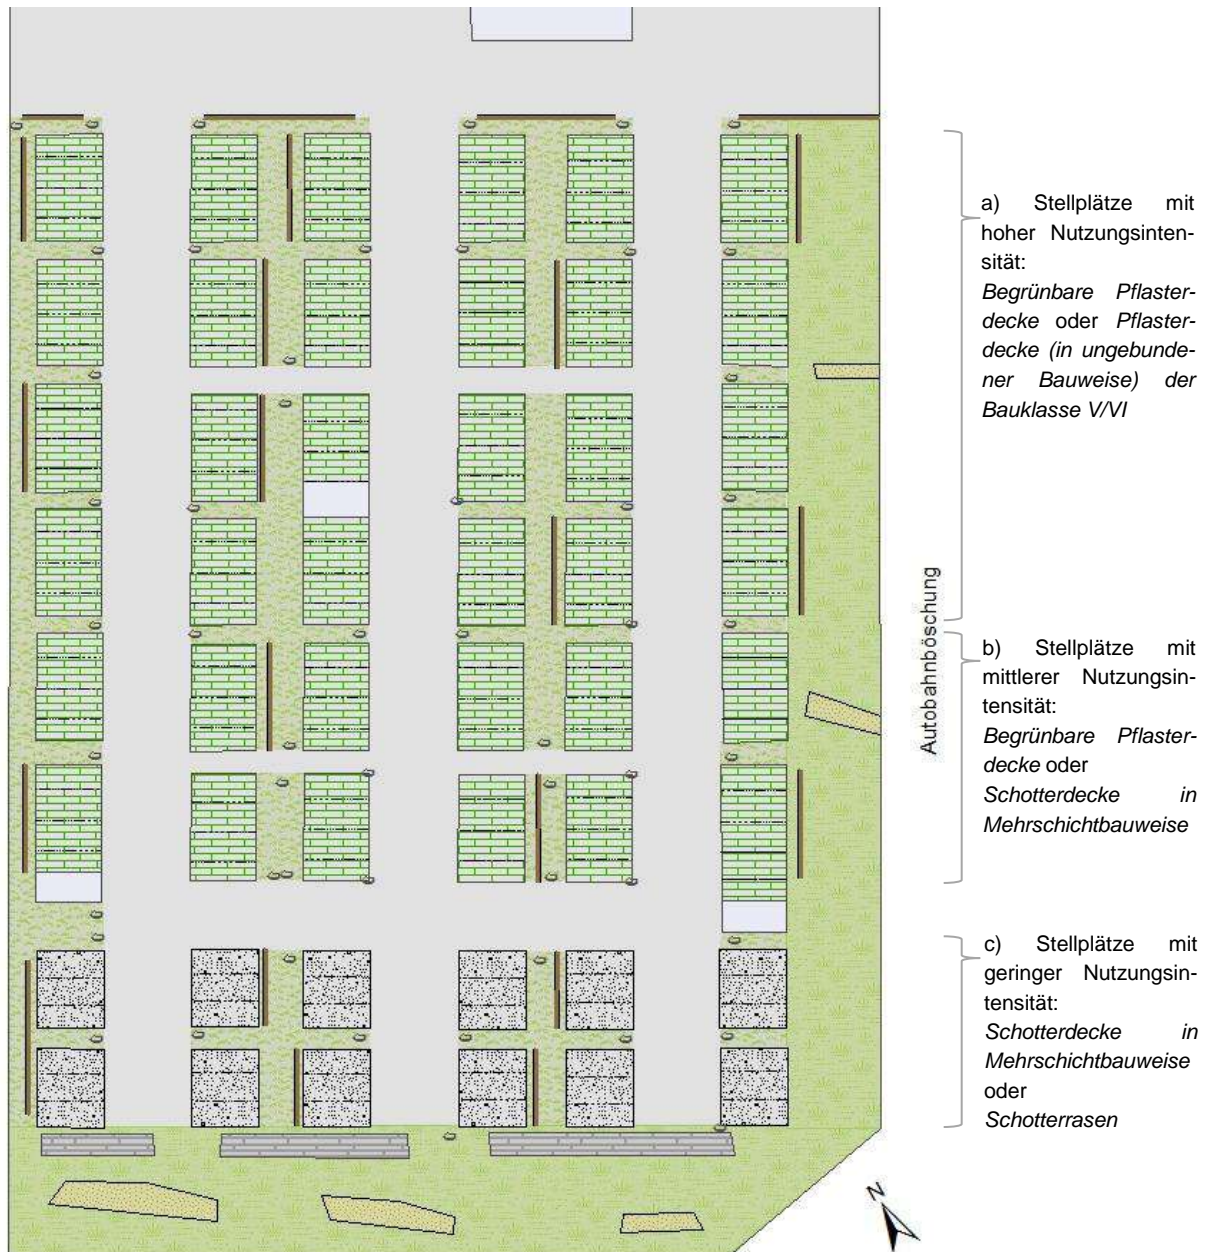 a) Stellplätze mit
hoher Nutzungsinten-
sität:
Begrünbare Pflaster-
decke oder Pflaster-
decke (in ungebunde-
ner Bauweise) der
Bauklasse V/VI
Autobahnböschung
b) Stellplätze mit
mittlerer Nutzungsin-
tensität:
Begrünbare Pflaster-
decke oder
Schotterdecke in
Mehrschichtbauweise
c) Stellplätze mit
geringer Nutzungsin-
tensität:
Schotterdecke in
Mehrschichtbauweise
oder
Schotterrasen
N